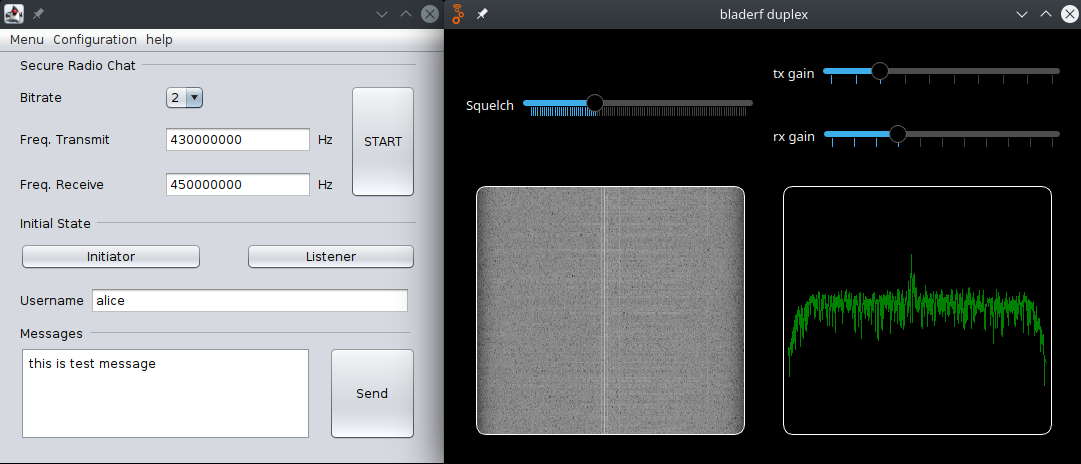 Menu Configuration help
Secure Radio Chat
Bitrate 2
START
Freq. Transmit 430000000 Hz
Freq. Receive 450000000 Hz
Initial State
Initiator Listener
Username alice
Messages
this is test message
Send
bladerf duplex
Squelch
tx gain
rx gain